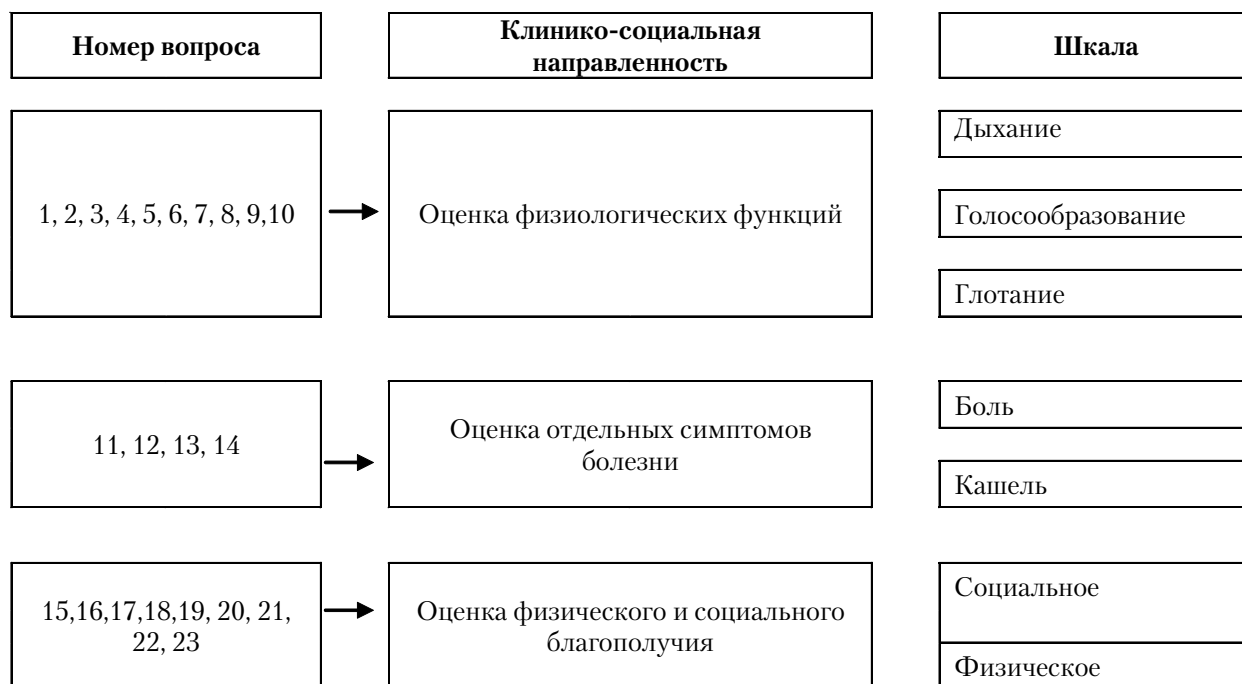 Номер вопроса
Клинико-социальная
направленность
Шкала
1, 2, 3, 4, 5, 6, 7, 8, 9,10
Оценка физиологических функций
Дыхание
Голосообразование
Глотание
11, 12, 13, 14
Оценка отдельных симптомов
болезни
Боль
Кашель
15,16,17,18,19, 20, 21,
22, 23
Оценка физического и социального
благополучия
Социальное
Физическое